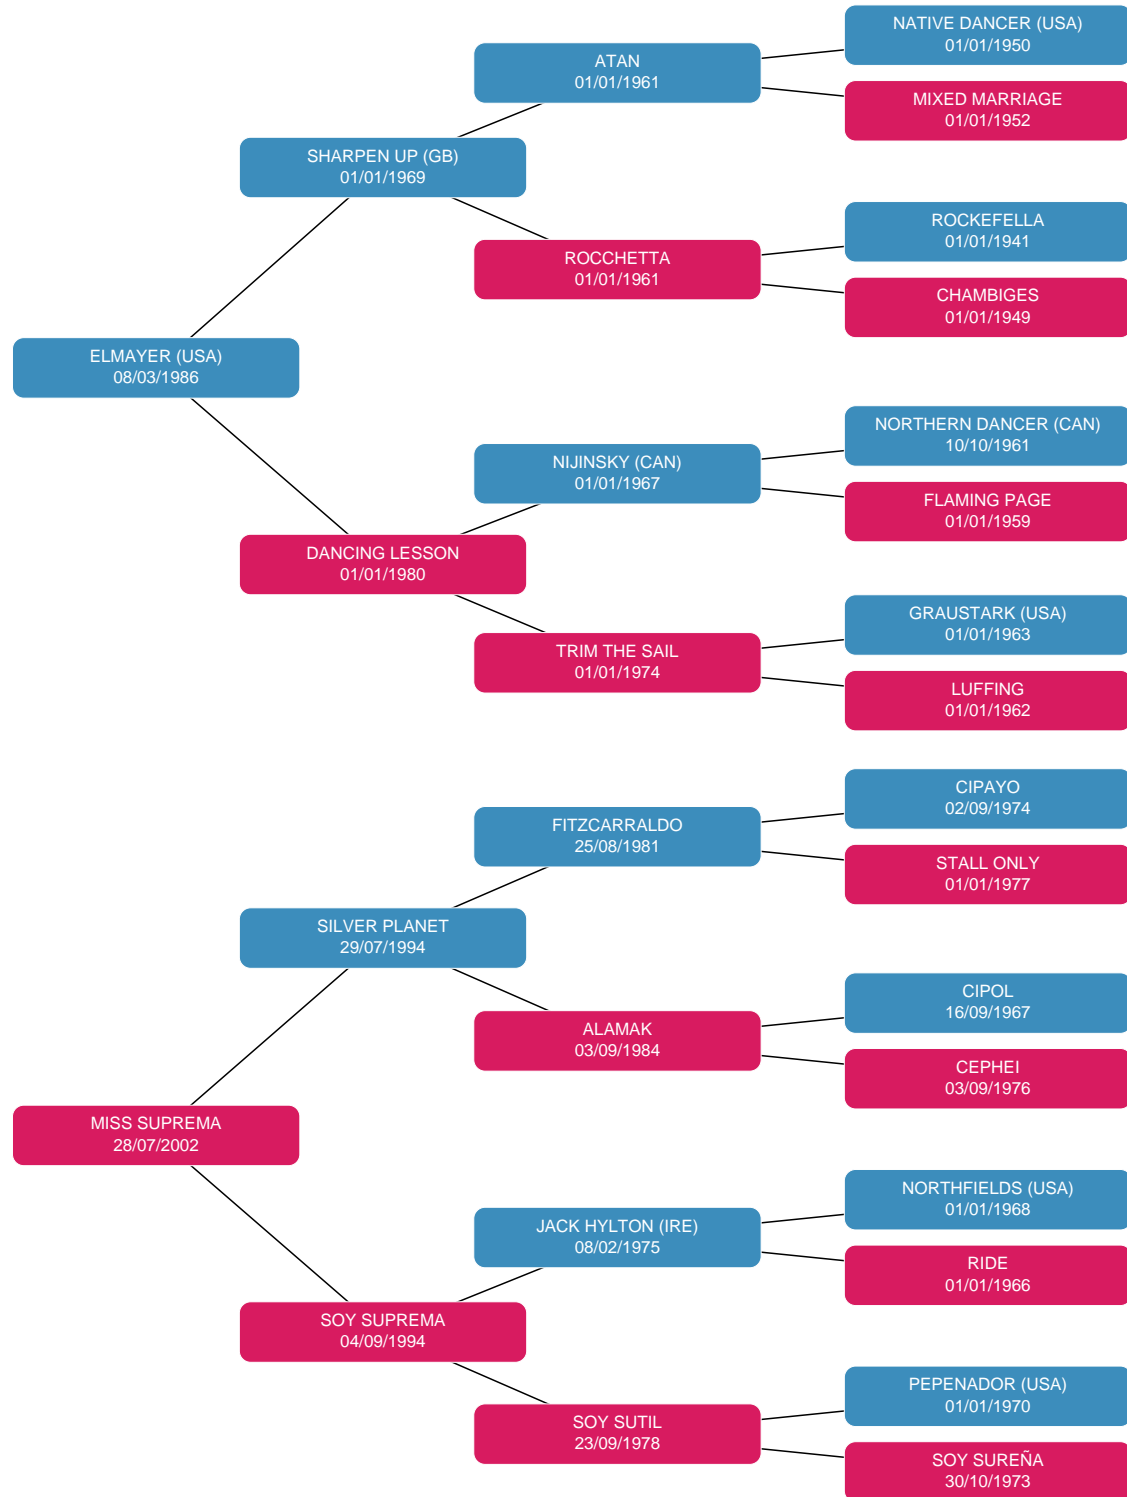 NATIVE DANCER (USA)
01/01/1950
ATAN
01/01/1961
MIXED MARRIAGE
01/01/1952
SHARPEN UP (GB)
01/01/1969
ROCKEFELLA
01/01/1941
ROCCHETTA
01/01/1961
CHAMBIGES
01/01/1949
ELMAYER (USA)
08/03/1986
NORTHERN DANCER (CAN)
10/10/1961
NIJINSKY (CAN)
01/01/1967
FLAMING PAGE
01/01/1959
DANCING LESSON
01/01/1980
GRAUSTARK (USA)
01/01/1963
TRIM THE SAIL
01/01/1974
LUFFING
01/01/1962
CIPAYO
02/09/1974
FITZCARRALDO
25/08/1981
STALL ONLY
01/01/1977
SILVER PLANET
29/07/1994
CIPOL
16/09/1967
ALAMAK
03/09/1984
CEPHEI
03/09/1976
MISS SUPREMA
28/07/2002
NORTHFIELDS (USA)
01/01/1968
JACK HYLTON (IRE)
08/02/1975
RIDE
01/01/1966
SOY SUPREMA
04/09/1994
PEPENADOR (USA)
01/01/1970
SOY SUTIL
23/09/1978
SOY SUREÑA
30/10/1973